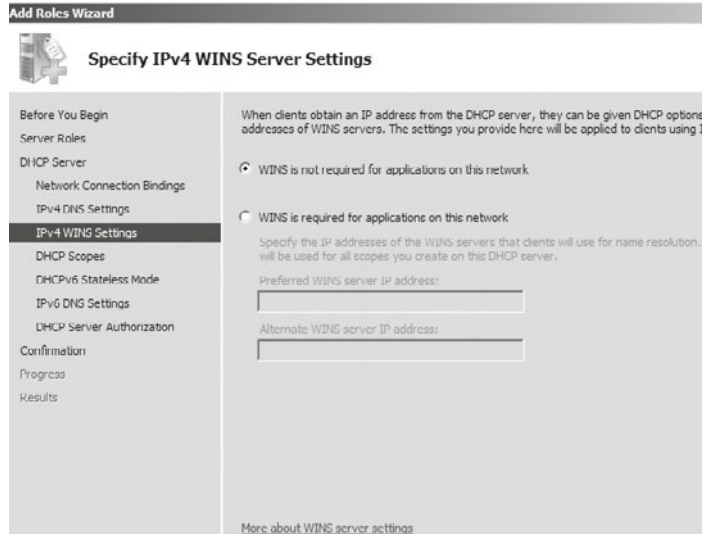 Add Roles Wizard
Specify IPv4 WINS Server Settings
Before You Begin
Server Roles
DHCP Server
Network Connection Bindings
IPv4 DNS Settings
IPv4 WINS Settings
DHCP Scopes
DHCPv6 Stateless Mode
IPv6 DNS Settings
DHCP Server Authorization
Confirmation
Progress
Results
When clients obtain an IP address from the DHCP server, they can be given DHCP options
addresses of WINS servers. The settings you provide here will be applied to clients using
WINS is not required for applications on this network
WINS is required for applications on this network
Specify the IP addresses of the WINS servers that clients will use for name resolution.
will be used for all scopes you create on this DHCP server.
Preferred WINS server IP address:
Alternate WINS server IP address:
More about WINS server settings